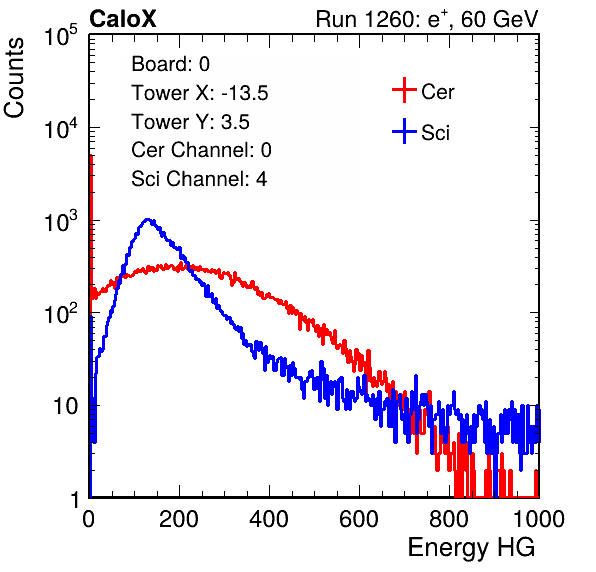 CaloX Run 1260: e⁺, 60 GeV
Counts
Board: 0
Tower X: -13.5
Tower Y: 3.5
Cer Channel: 0
Sci Channel: 4
Cer
Sci
10⁵
10⁴
10³
10²
10
1
0 200 400 600 800 1000
Energy HG